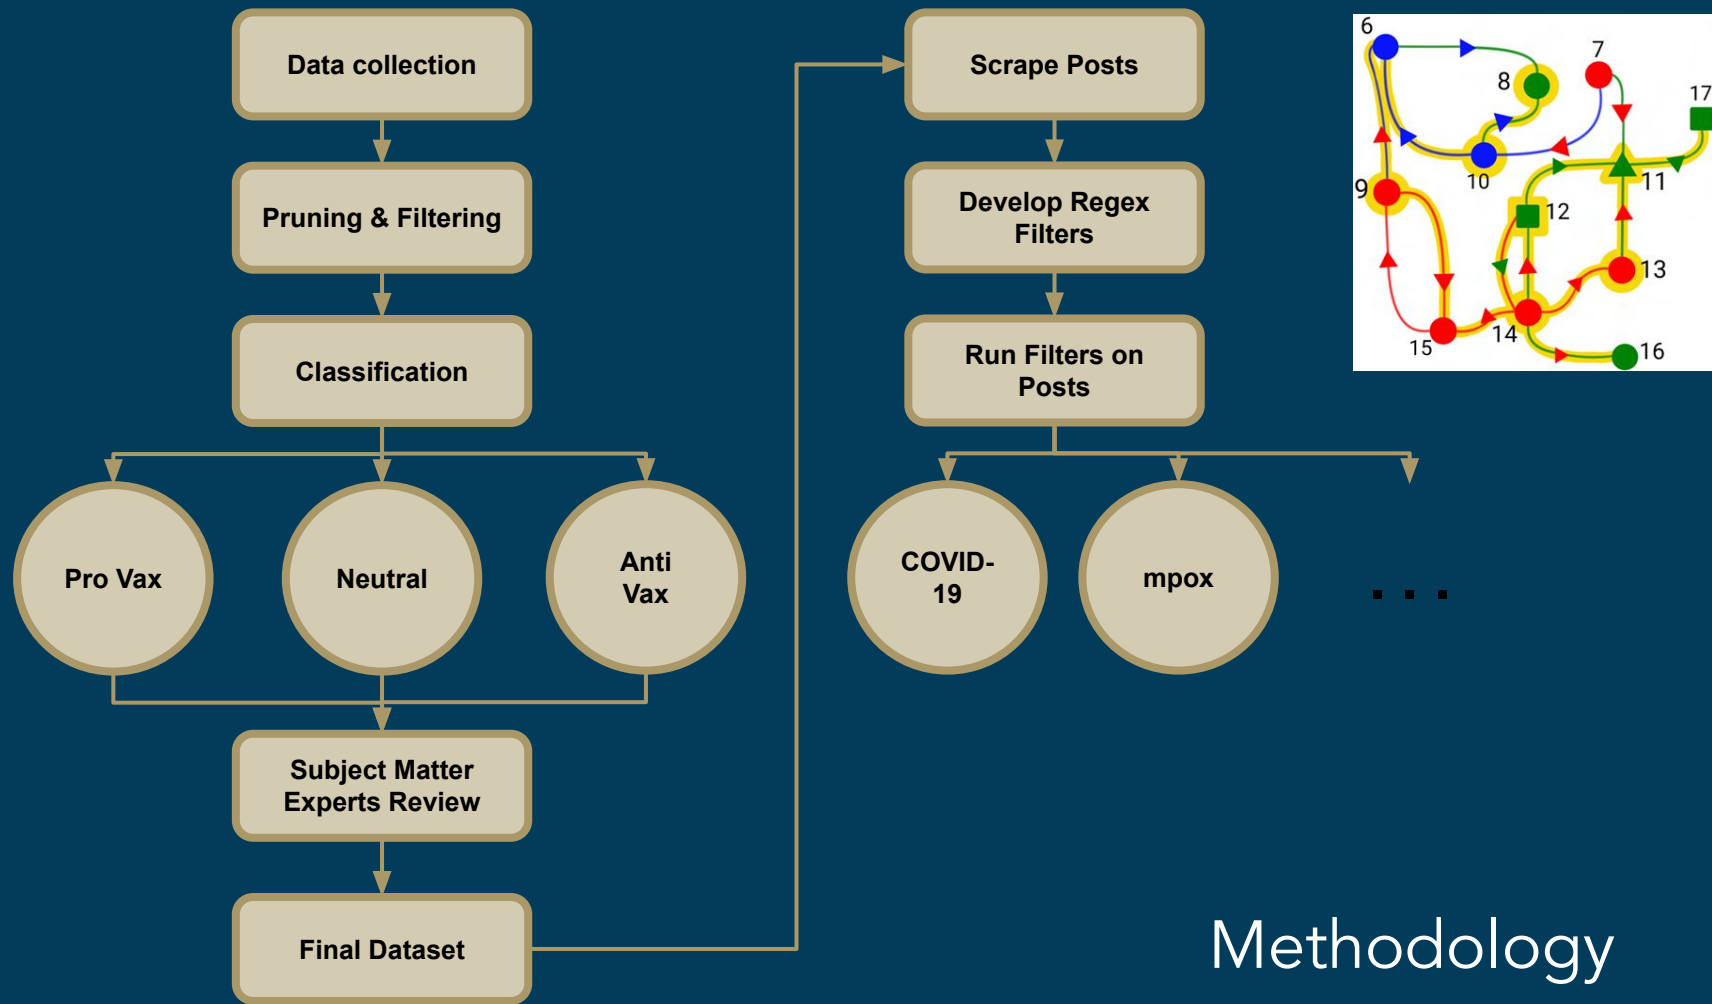 Data collection
Pruning & Filtering
Classification
Pro Vax
Neutral
Anti
Vax
Subject Matter
Experts Review
Final Dataset
Scrape Posts
Develop Regex
Filters
Run Filters on
Posts
COVID-
19
mpox
. . .
6
7
8
17
10
11
9
12
13
14
15
16
Methodology